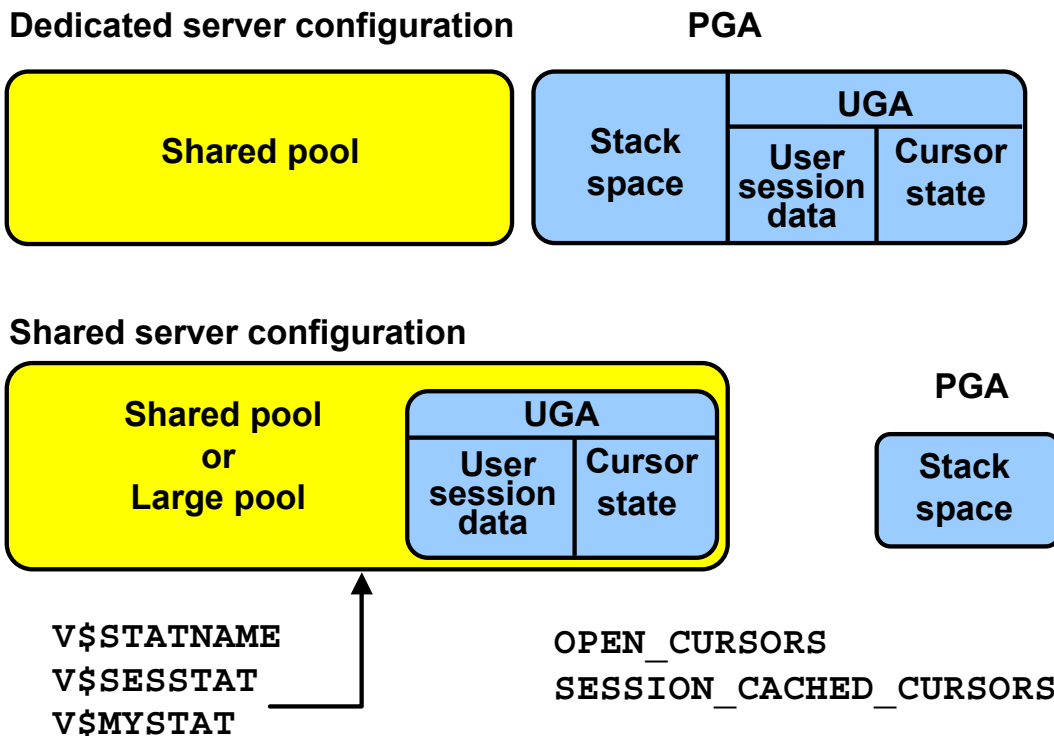 Dedicated server configuration
PGA
Shared pool
Stack
space
UGA
User
session
data
Cursor
state
Shared server configuration
Shared pool
or
Large pool
UGA
User
session
data
Cursor
state
PGA
Stack
space
V$STATNAME
V$SESSTAT
V$MYSTAT
OPEN_CURSORS
SESSION_CACHED_CURSORS